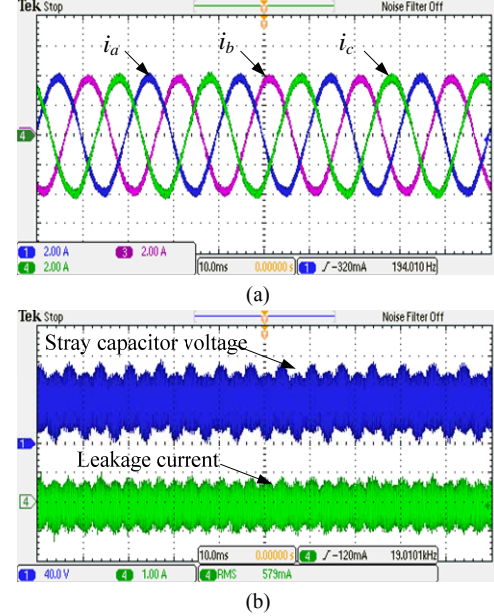 Tek Stop Noise Filter Off
ia ib ic
4
1 2.00 A 3 2.00 A
4 2.00 A 10.0ms 0.00000 s 1 ∫ −320mA 194.010 Hz
(a)
Tek Stop Noise Filter Off
Stray capacitor voltage
1
Leakage current
4
10.0ms 0.00000 s 4 ∫ −120mA 19.0101kHz
1 40.0 V 4 1.00 A 4 RMS 579mA
(b)